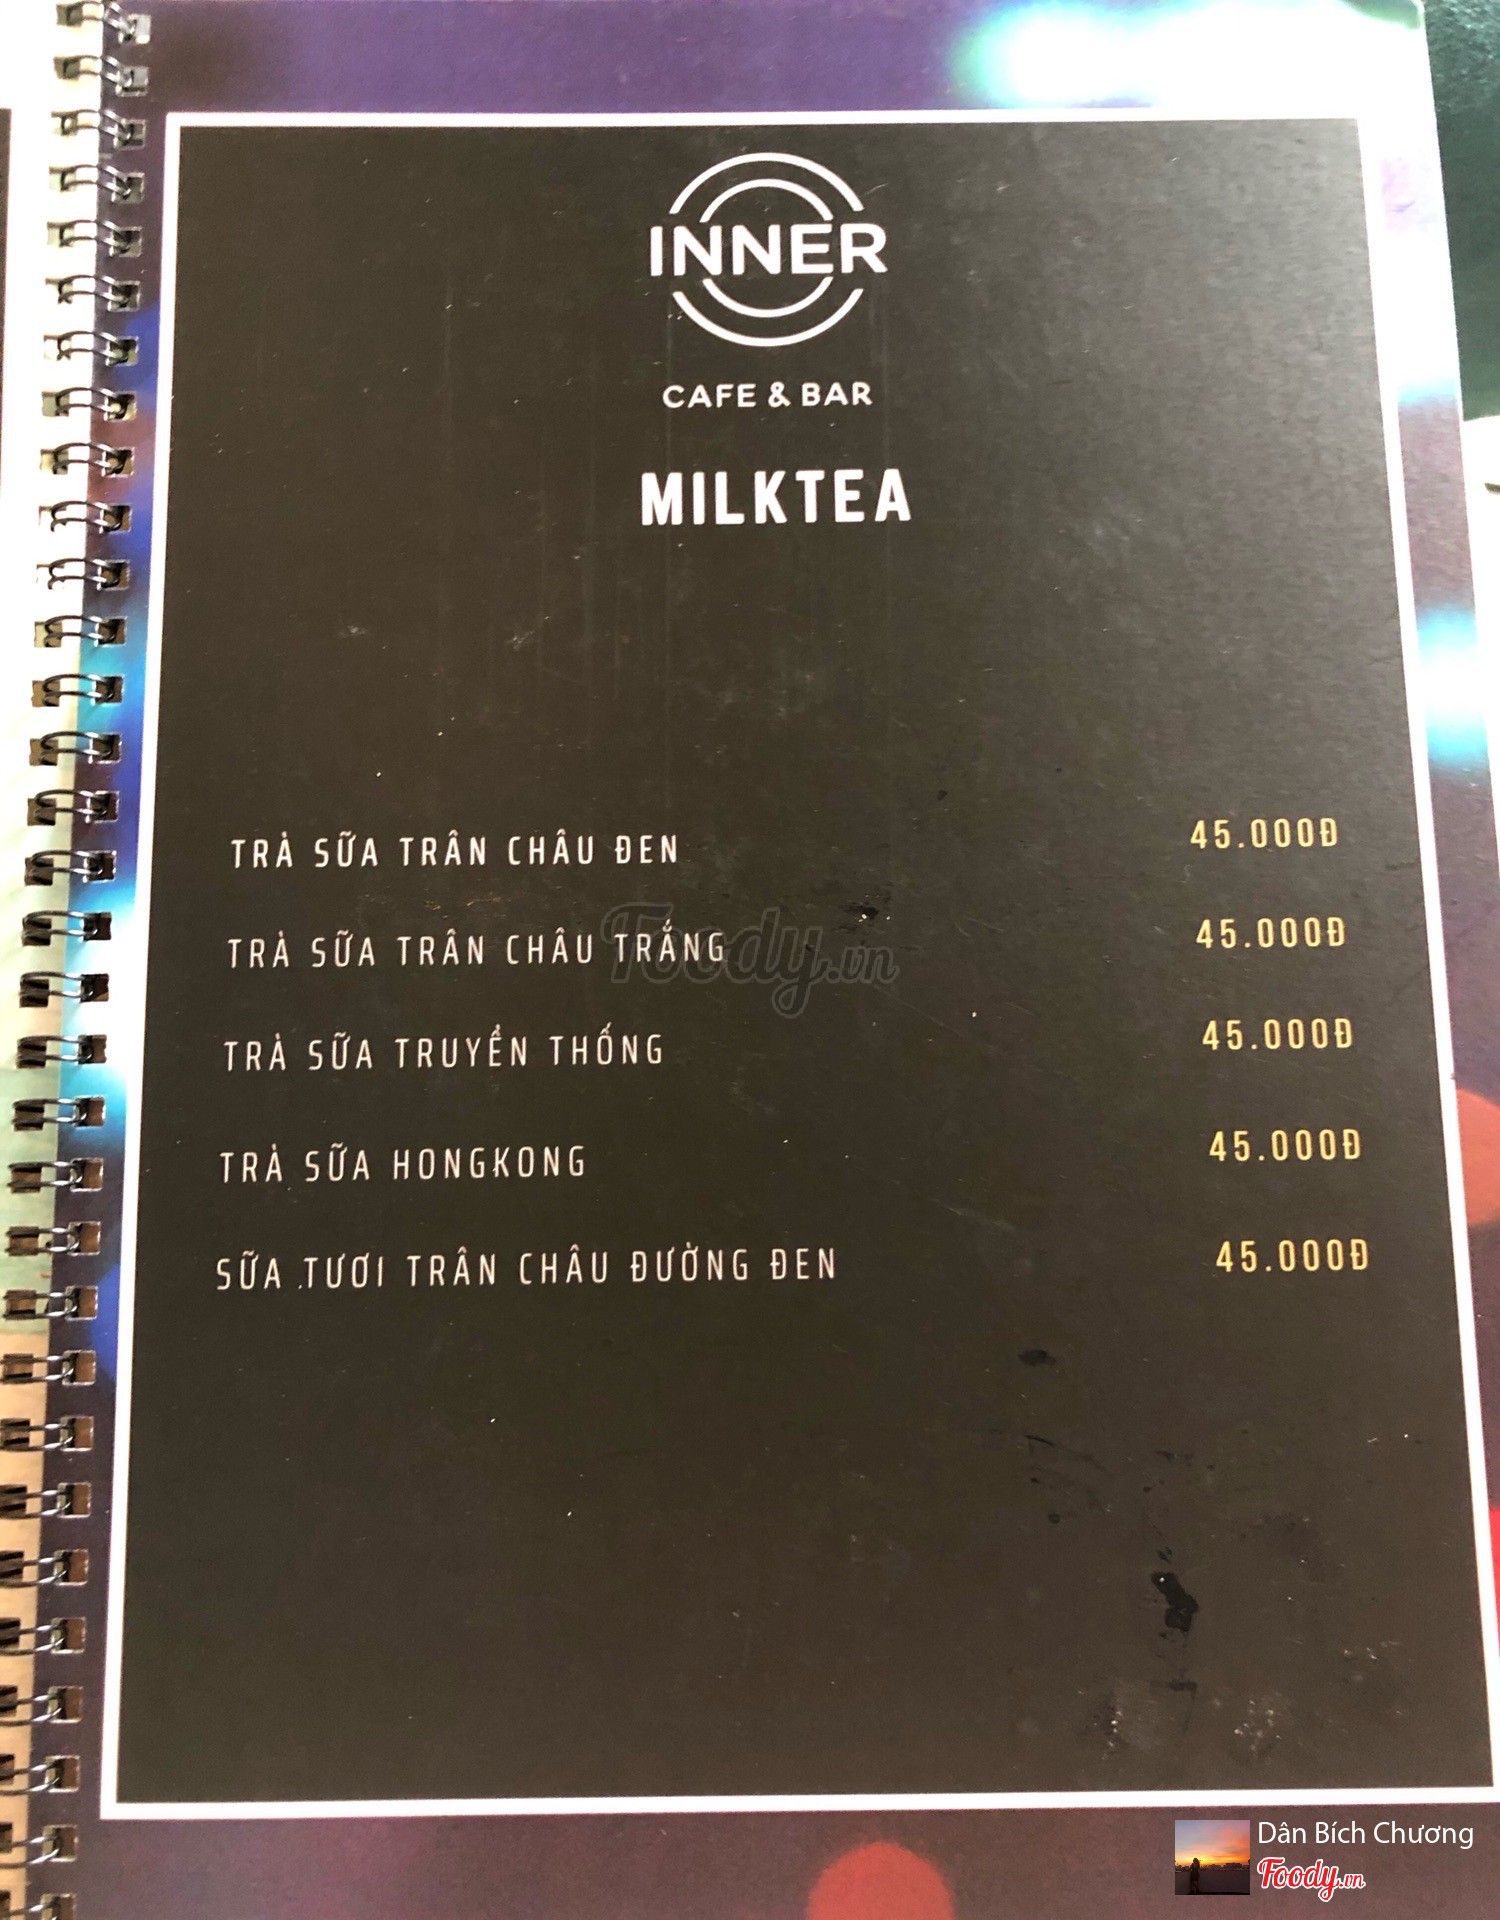 INNER
CAFE & BAR
MILKTEA
TRÀ SỮA TRÂN CHÂU ĐEN 45.000Đ
TRÀ SỮA TRÂN CHÂU TRẮNG 45.000Đ
Foody.vn
TRÀ SỮA TRUYỀN THỐNG 45.000Đ
TRÀ SỮA HONGKONG 45.000Đ
SỮA TƯƠI TRÂN CHÂU ĐƯỜNG ĐEN 45.000Đ
Dân Bích Chương
Foody.vn